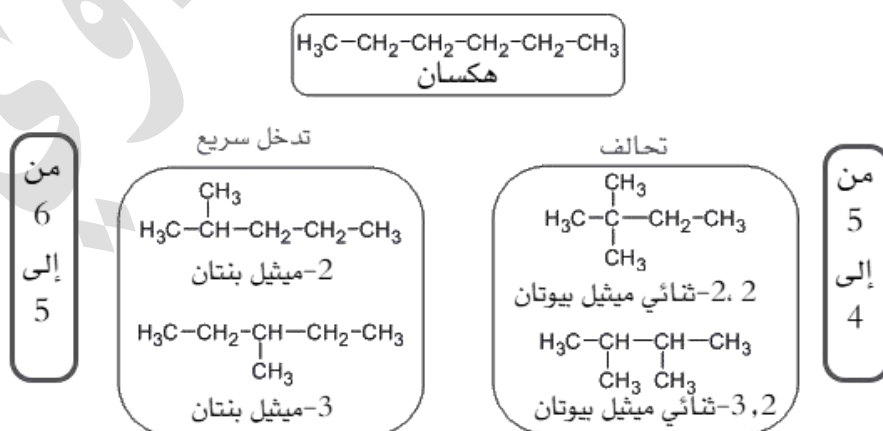 H₃C−CH₂−CH₂−CH₂−CH₂−CH₃
هكسان
تحالف
تدخل سريع
من
5
إلى
4
CH₃
H₃C−C−CH₂−CH₃
CH₃
2، 2-ثنائي ميثيل بيوتان
H₃C−CH−CH−CH₃
CH₃ CH₃
3,2-ثنائي ميثيل بيوتان
CH₃
H₃C−CH−CH₂−CH₂−CH₃
2-ميثيل بنتان
H₃C−CH₂−CH−CH₂−CH₃
CH₃
3-ميثيل بنتان
من
6
إلى
5